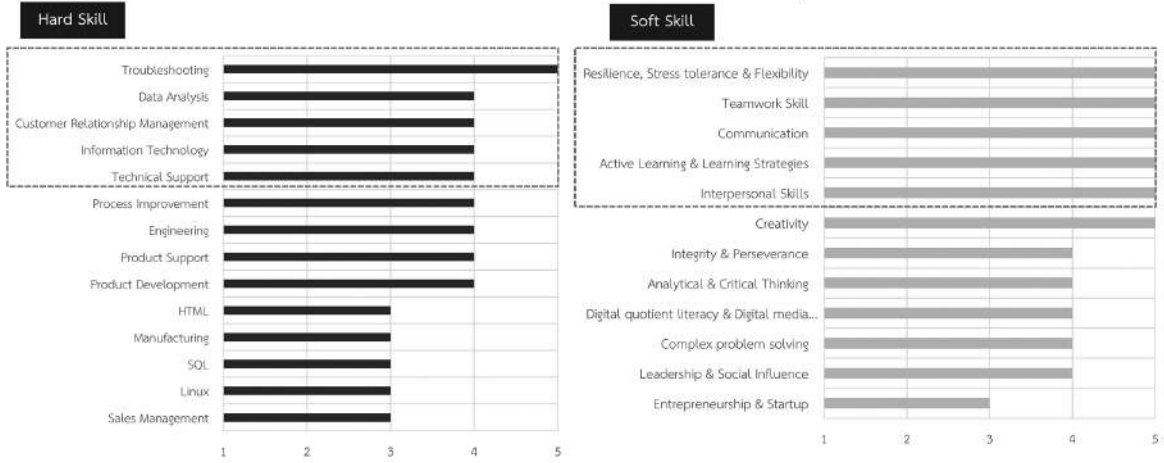 Hard Skill
Troubleshooting
Data Analysis
Customer Relationship Management
Information Technology
Technical Support
Process Improvement
Engineering
Product Support
Product Development
HTML
Manufacturing
SQL
Linux
Sales Management
1 2 3 4 5
Soft Skill
Resilience, Stress tolerance & Flexibility
Teamwork Skill
Communication
Active Learning & Learning Strategies
Interpersonal Skills
Creativity
Integrity & Perseverance
Analytical & Critical Thinking
Digital quotient literacy & Digital media...
Complex problem solving
Leadership & Social Influence
Entrepreneurship & Startup
1 2 3 4 5